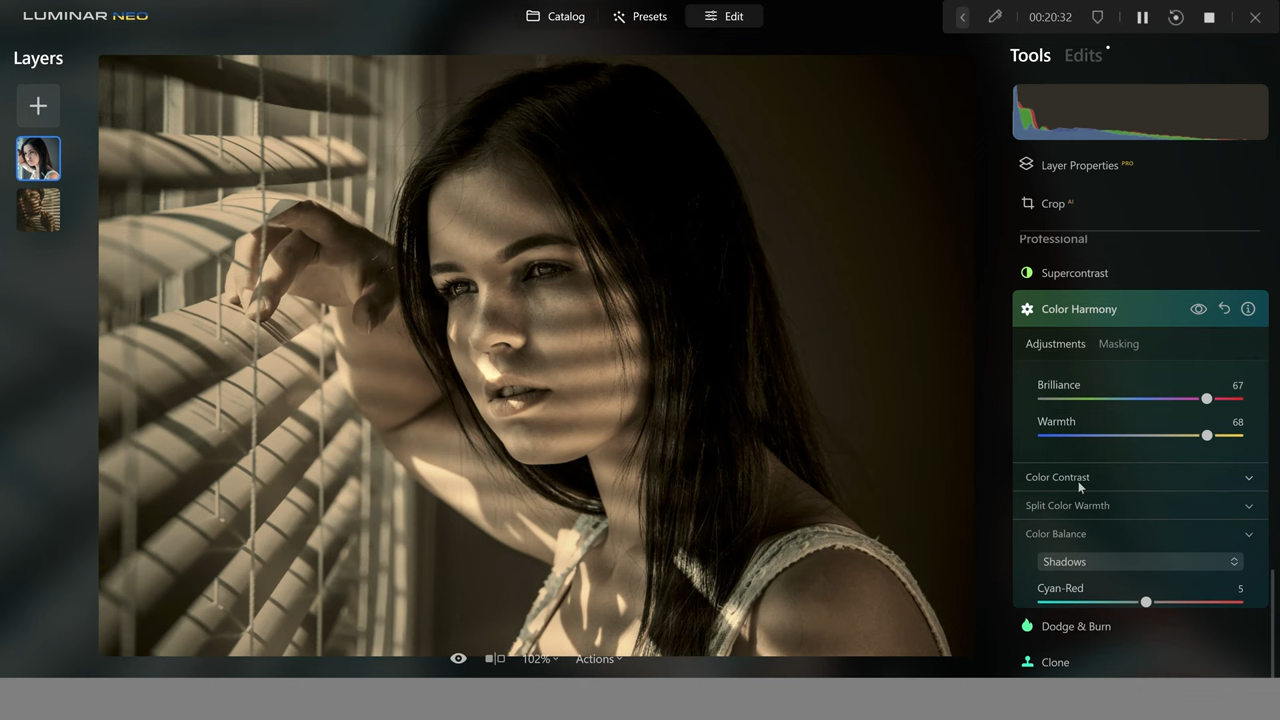 LUMINAR NEO
Catalog
Presets
Edit
00:20:32
Layers
Tools
Edits
Layer Properties PRO
Crop AI
Professional
Supercontrast
Color Harmony
Adjustments
Masking
Brilliance 67
Warmth 68
Color Contrast
Split Color Warmth
Color Balance
Shadows
Cyan-Red 5
Dodge & Burn
Clone
102%
Actions